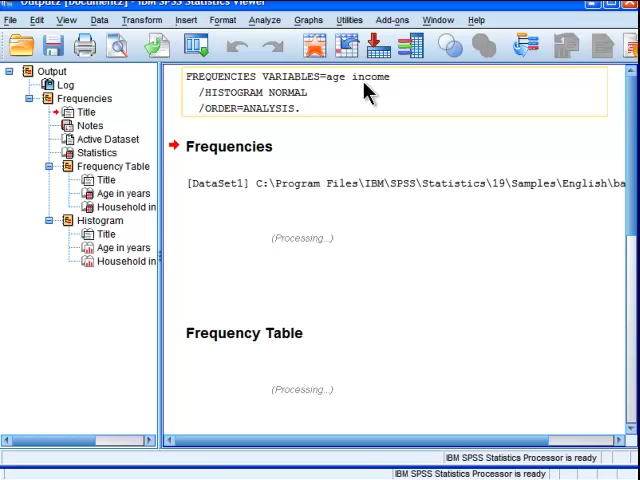 Output2 [Document2] - IBM SPSS Statistics Viewer
File Edit View Data Transform Insert Format Analyze Graphs Utilities Add-ons Window Help
Output
Log
Frequencies
Title
Notes
Active Dataset
Statistics
Frequency Table
Title
Age in years
Household in
Histogram
Title
Age in years
Household in
FREQUENCIES VARIABLES=age income
/HISTOGRAM NORMAL
/ORDER=ANALYSIS.
Frequencies
[DataSet1] C:\Program Files\IBM\SPSS\Statistics\19\Samples\English\ba
(Processing...)
Frequency Table
(Processing...)
IBM SPSS Statistics Processor is ready
IBM SPSS Statistics Processor is ready